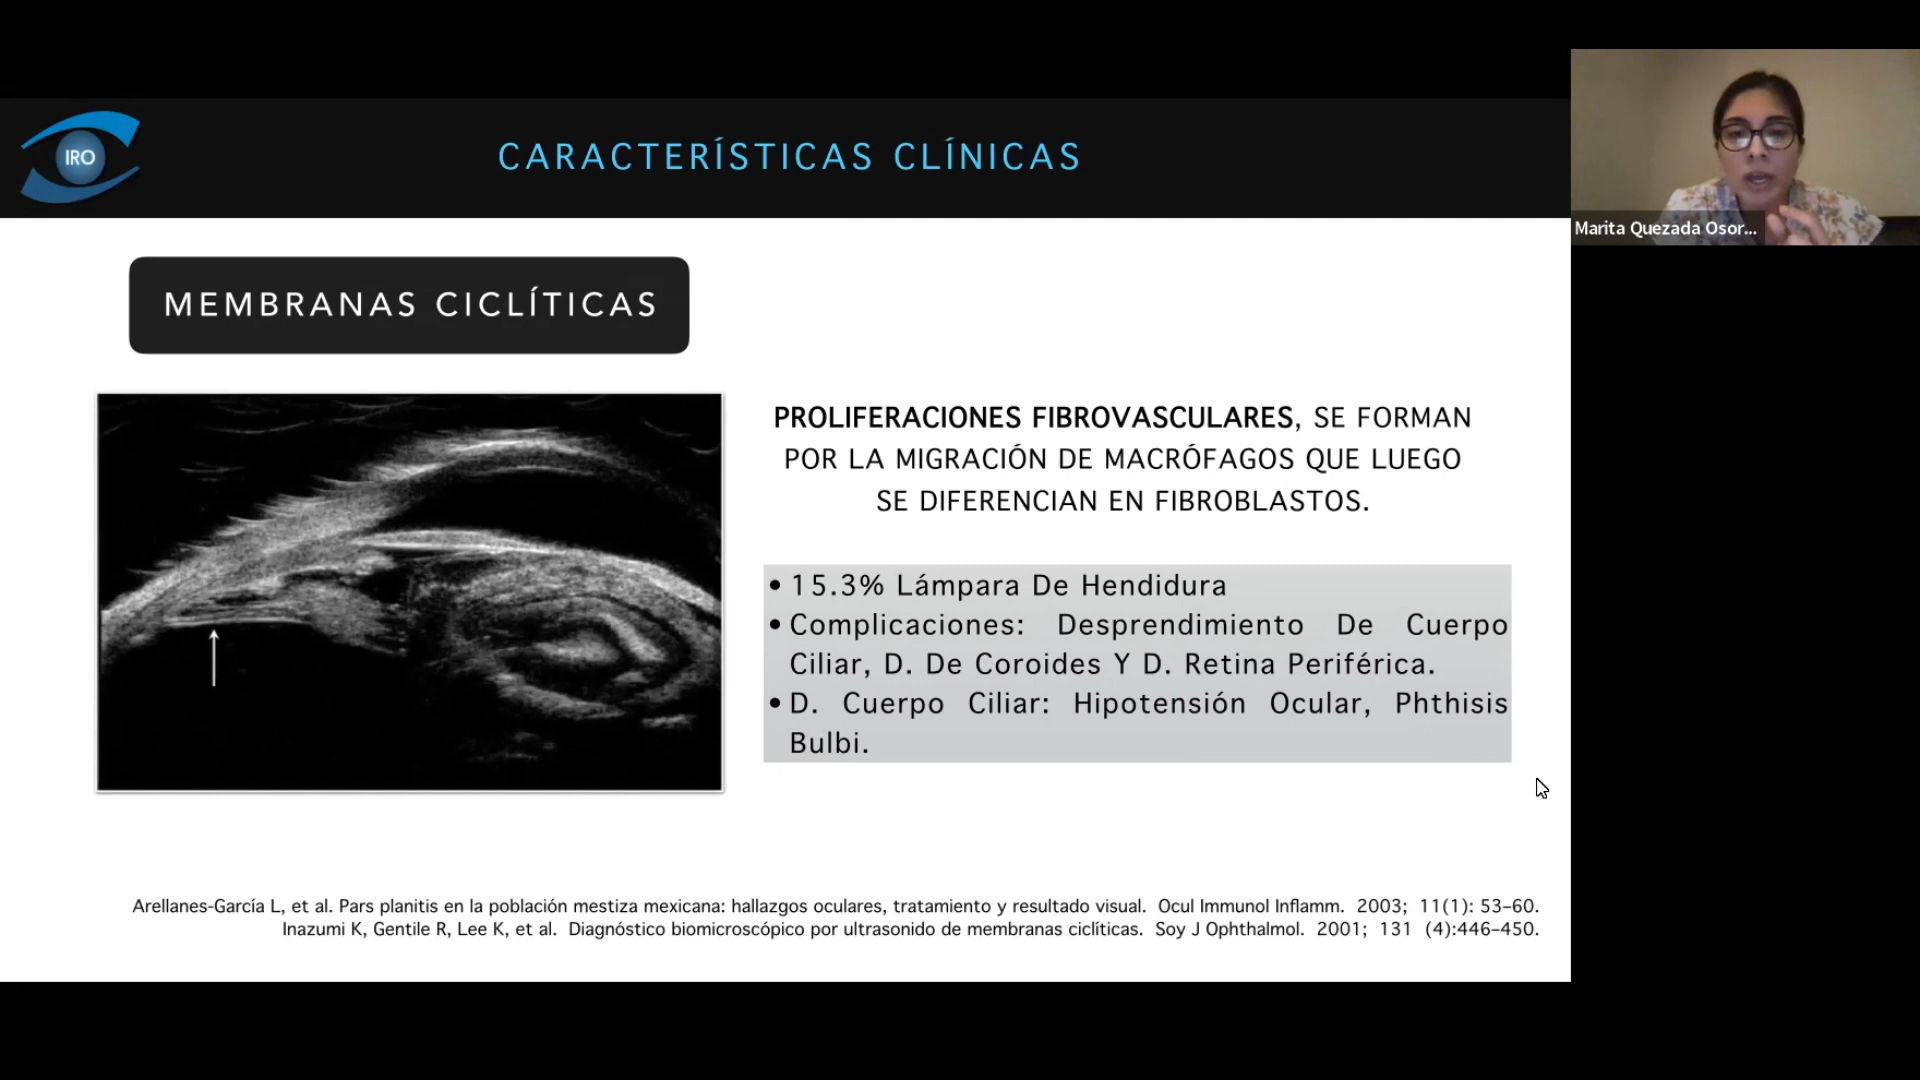 IRO
CARACTERÍSTICAS CLÍNICAS
Marita Quezada Osor...
MEMBRANAS CICLÍTICAS
PROLIFERACIONES FIBROVASCULARES, SE FORMAN
POR LA MIGRACIÓN DE MACRÓFAGOS QUE LUEGO
SE DIFERENCIAN EN FIBROBLASTOS.
• 15.3% Lámpara De Hendidura
• Complicaciones: Desprendimiento De Cuerpo
Ciliar, D. De Coroides Y D. Retina Periférica.
• D. Cuerpo Ciliar: Hipotensión Ocular, Phthisis
Bulbi.
Arellanes-García L, et al. Pars planitis en la población mestiza mexicana: hallazgos oculares, tratamiento y resultado visual. Ocul Immunol Inflamm. 2003; 11(1): 53–60.
Inazumi K, Gentile R, Lee K, et al. Diagnóstico biomicroscópico por ultrasonido de membranas ciclíticas. Soy J Ophthalmol. 2001; 131 (4):446–450.